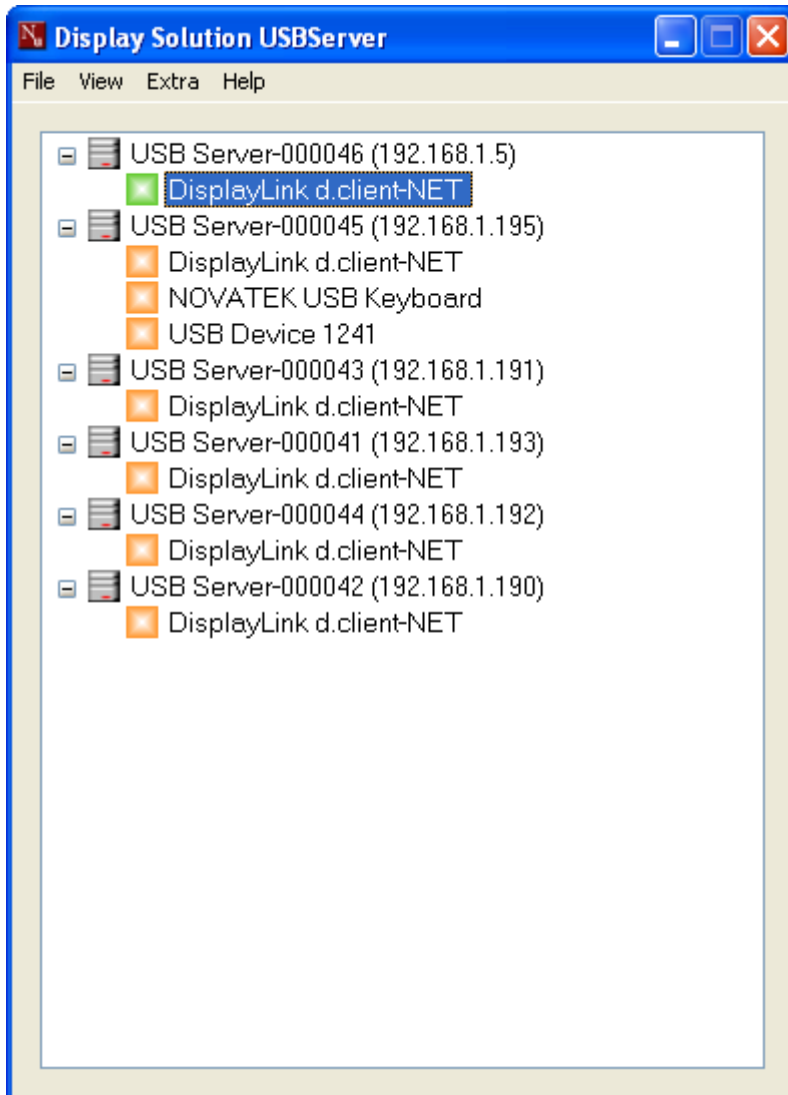 Display Solution USBServer
File View Extra Help
USB Server-000046 (192.168.1.5)
DisplayLink d.client-NET
USB Server-000045 (192.168.1.195)
DisplayLink d.client-NET
NOVATEK USB Keyboard
USB Device 1241
USB Server-000043 (192.168.1.191)
DisplayLink d.client-NET
USB Server-000041 (192.168.1.193)
DisplayLink d.client-NET
USB Server-000044 (192.168.1.192)
DisplayLink d.client-NET
USB Server-000042 (192.168.1.190)
DisplayLink d.client-NET